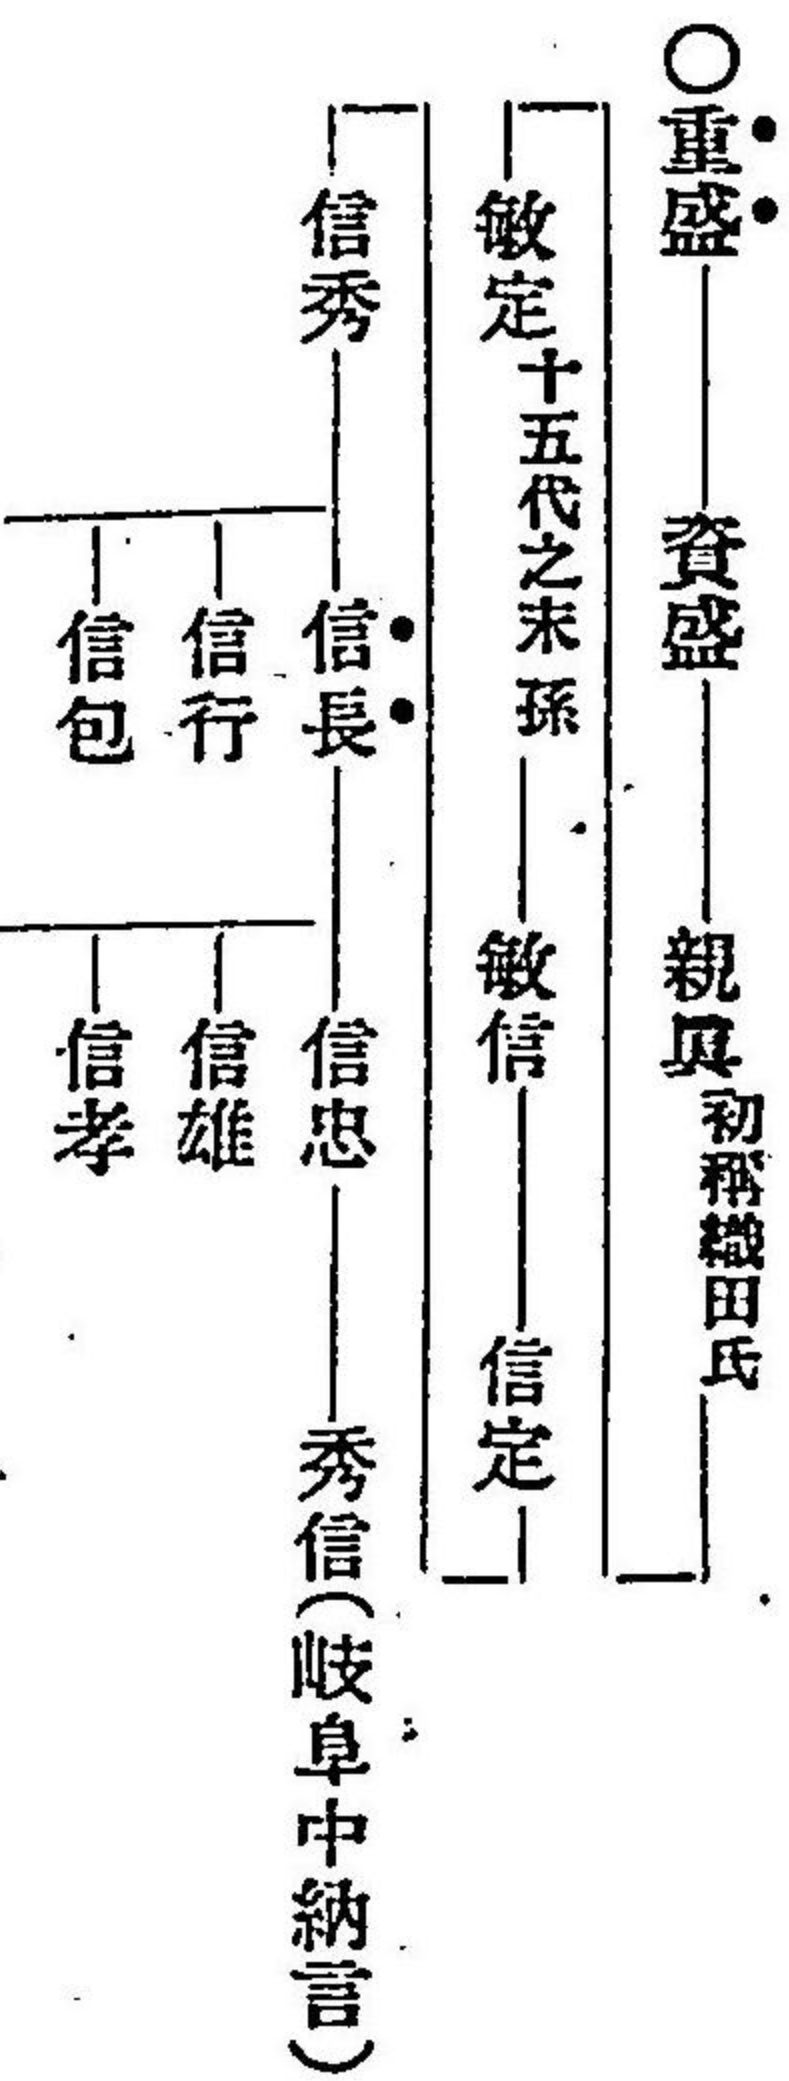 〇重盛―資盛―親真初稱織田氏
敏定十五代之末孫―敏信―信定
信秀―信長―信忠―秀信(岐阜中納言)
信行
信雄
信包
信孝